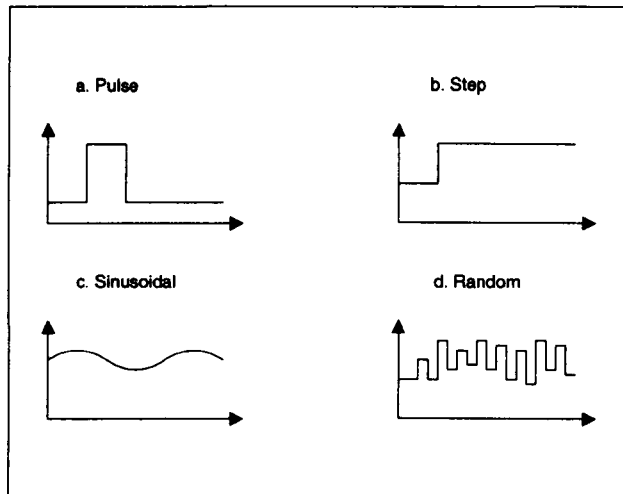 a. Pulse
b. Step
c. Sinusoidal
d. Random